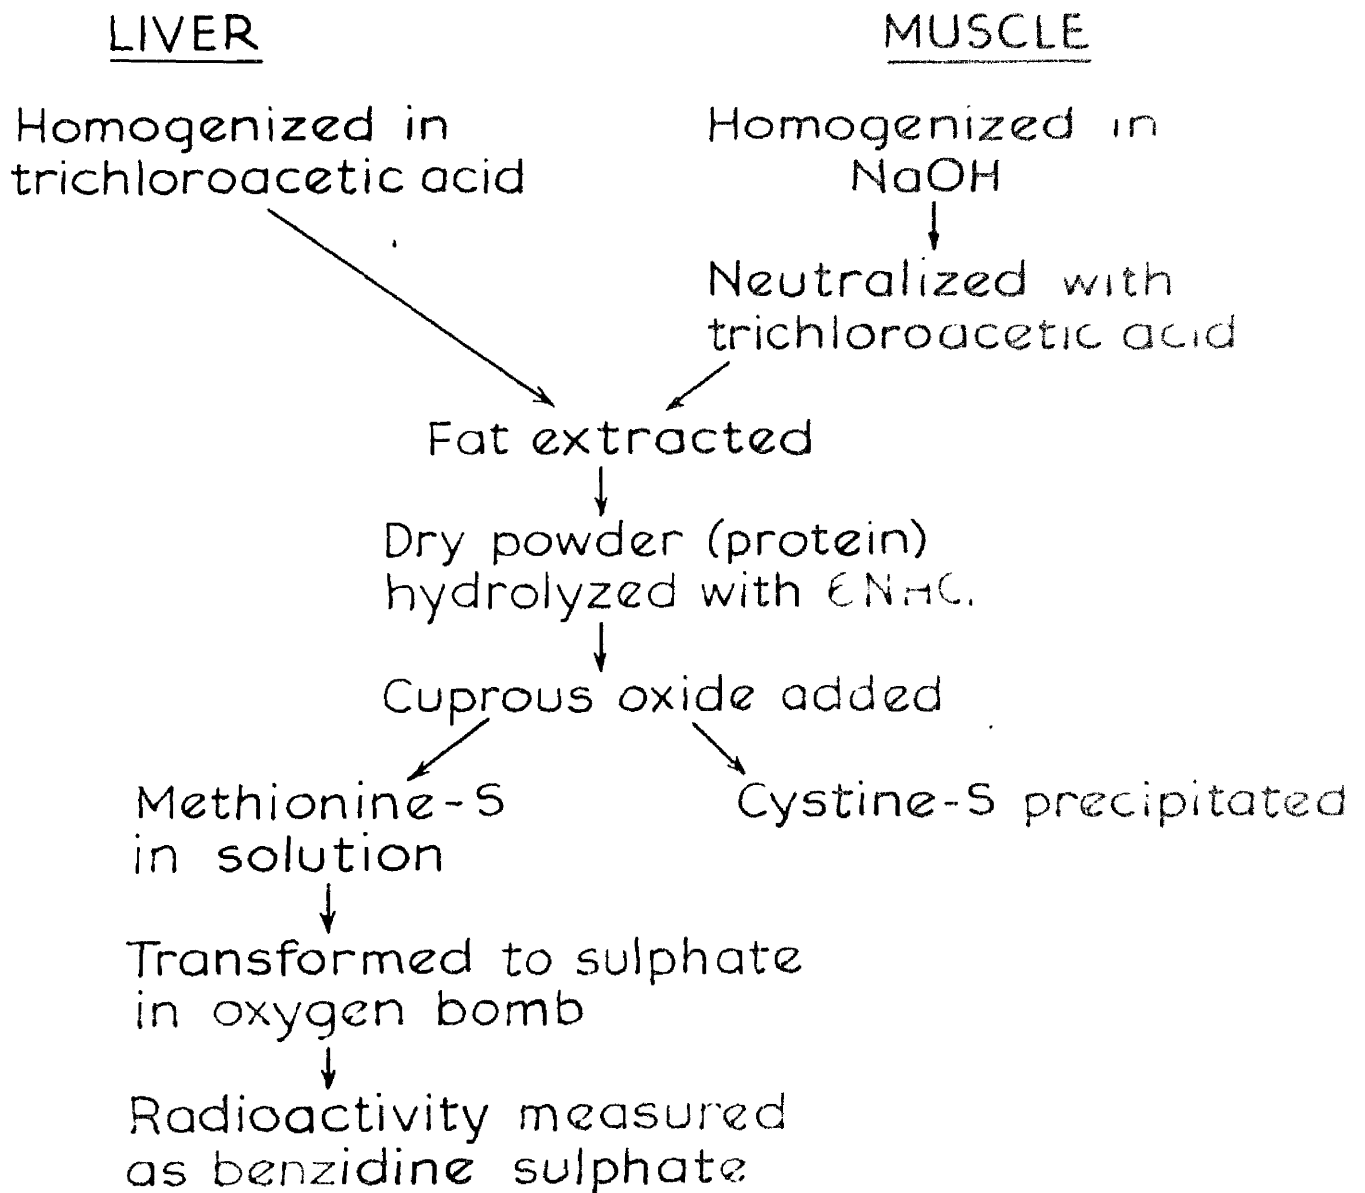 LIVER
Homogenized in
trichloroacetic acid
MUSCLE
Homogenized in
NaOH
Neutralized with
trichloroacetic acid
Fat extracted
Dry powder (protein)
hydrolyzed with
Cuprous oxide added
Methionine-S
in solution
Cystine-S precipitated
Transformed to sulphate
in oxygen bomb
Radioactivity measured
as benzidine sulphate